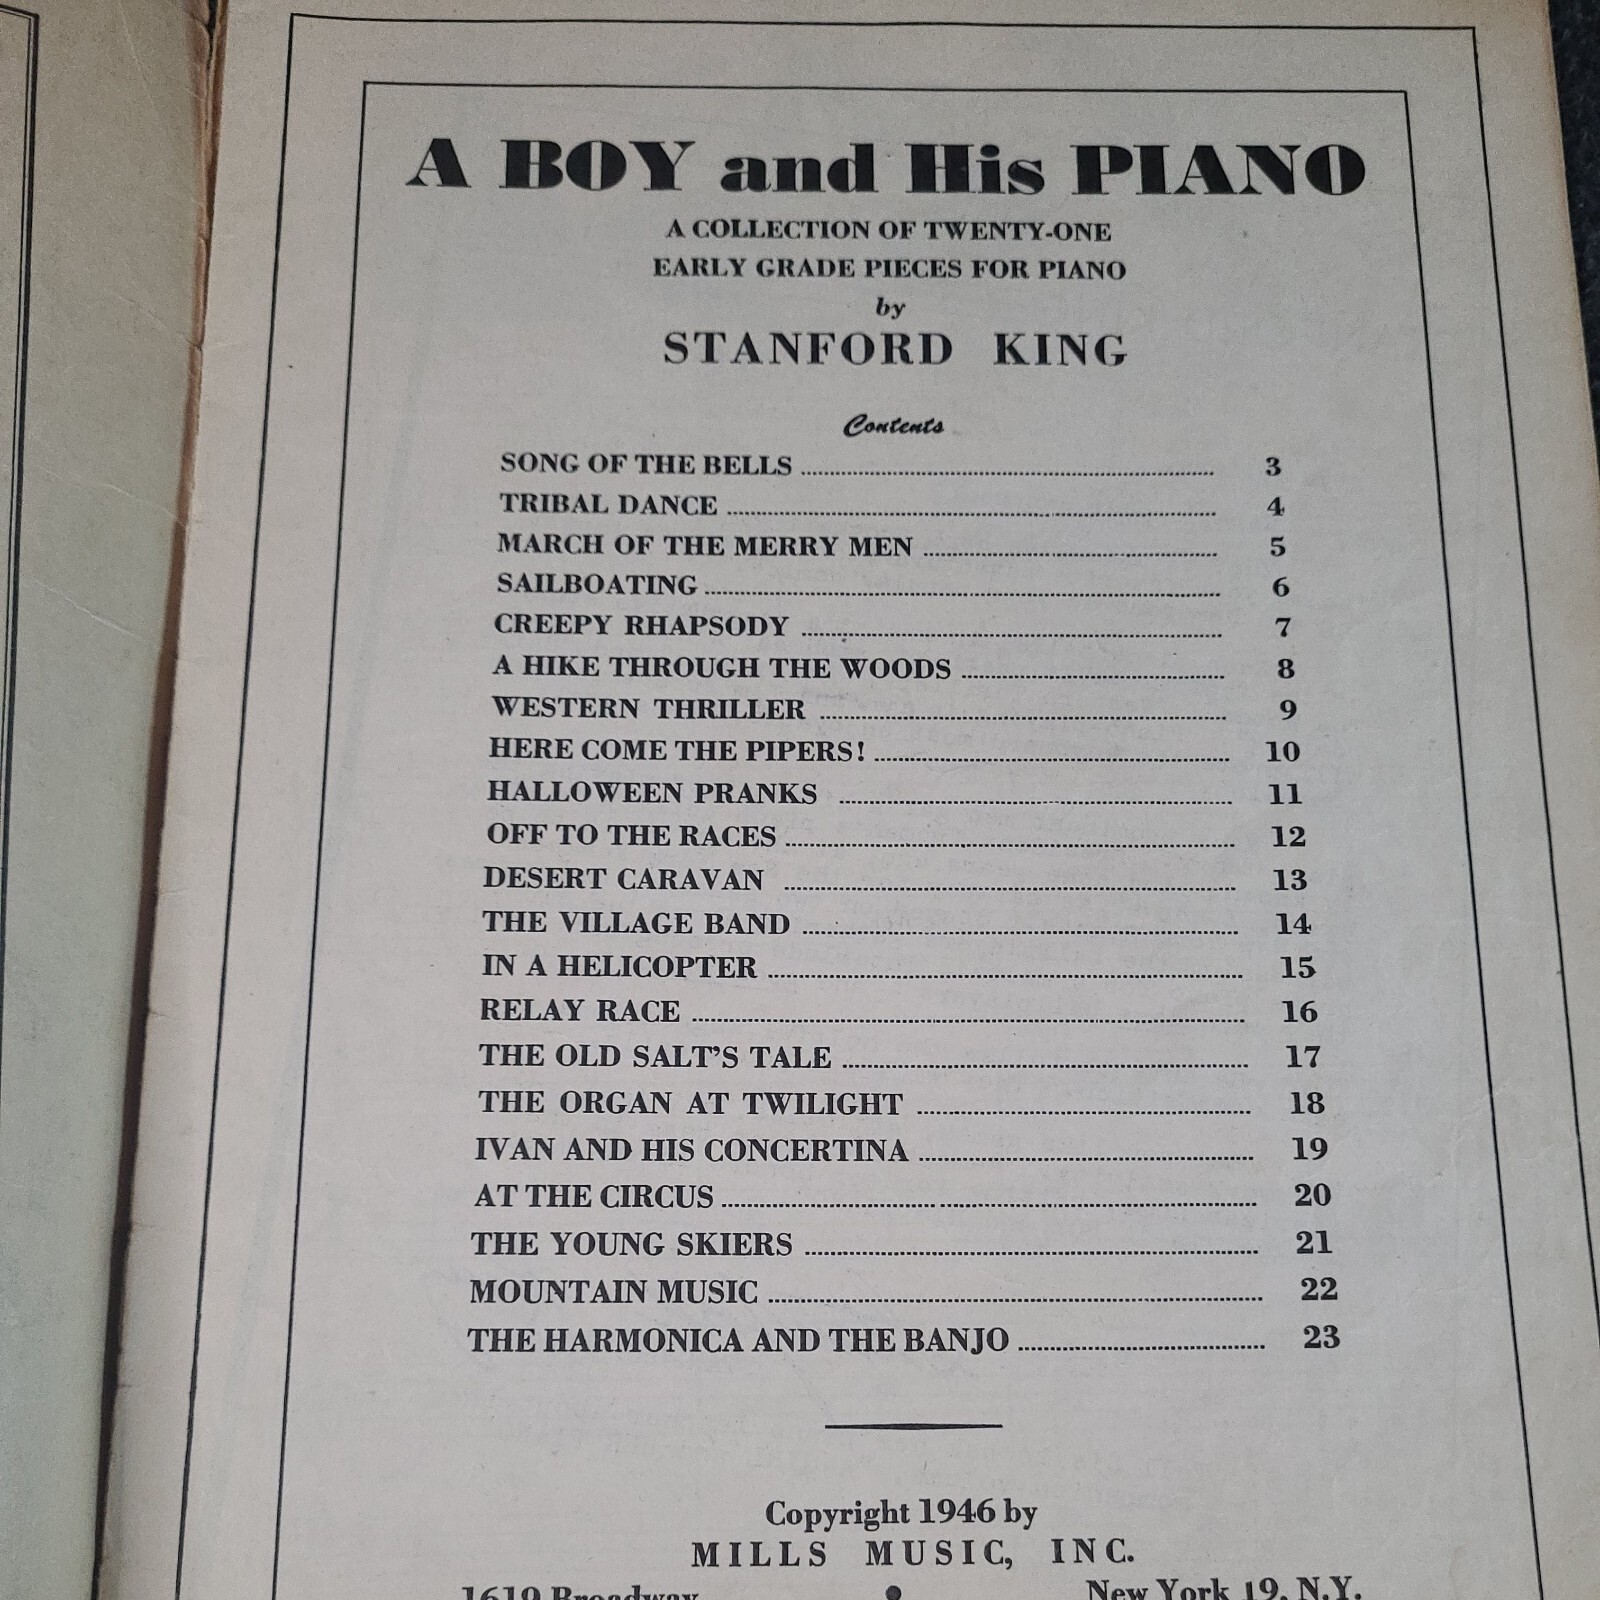 A BOY and His PIANO
A COLLECTION OF TWENTY-ONE
EARLY GRADE PIECES FOR PIANO
by
STANFORD KING
Contents
SONG OF THE BELLS 3
TRIBAL DANCE 4
MARCH OF THE MERRY MEN 5
SAILBOATING 6
CREEPY RHAPSODY 7
A HIKE THROUGH THE WOODS 8
WESTERN THRILLER 9
HERE COME THE PIPERS! 10
HALLOWEEN PRANKS 11
OFF TO THE RACES 12
DESERT CARAVAN 13
THE VILLAGE BAND 14
IN A HELICOPTER 15
RELAY RACE 16
THE OLD SALT'S TALE 17
THE ORGAN AT TWILIGHT 18
IVAN AND HIS CONCERTINA 19
AT THE CIRCUS 20
THE YOUNG SKIERS 21
MOUNTAIN MUSIC 22
THE HARMONICA AND THE BANJO 23
Copyright 1946 by
MILLS MUSIC, INC.
1619 Broadway • New York 19, N.Y.